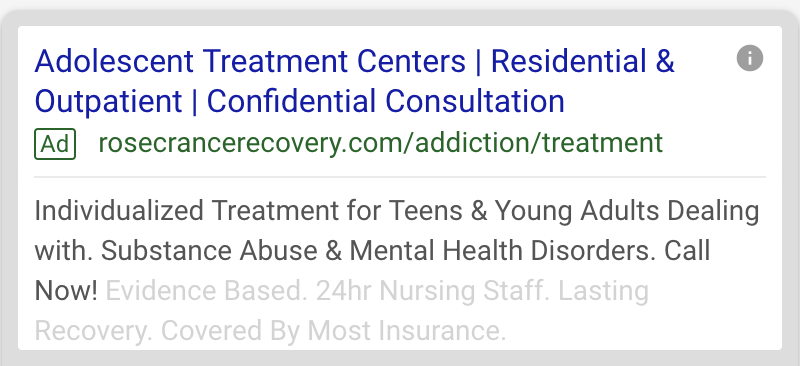 Adolescent Treatment Centers | Residential &
Outpatient | Confidential Consultation
Ad rosecrancerecovery.com/addiction/treatment
Individualized Treatment for Teens & Young Adults Dealing
with. Substance Abuse & Mental Health Disorders. Call
Now! Evidence Based. 24hr Nursing Staff. Lasting
Recovery. Covered By Most Insurance.